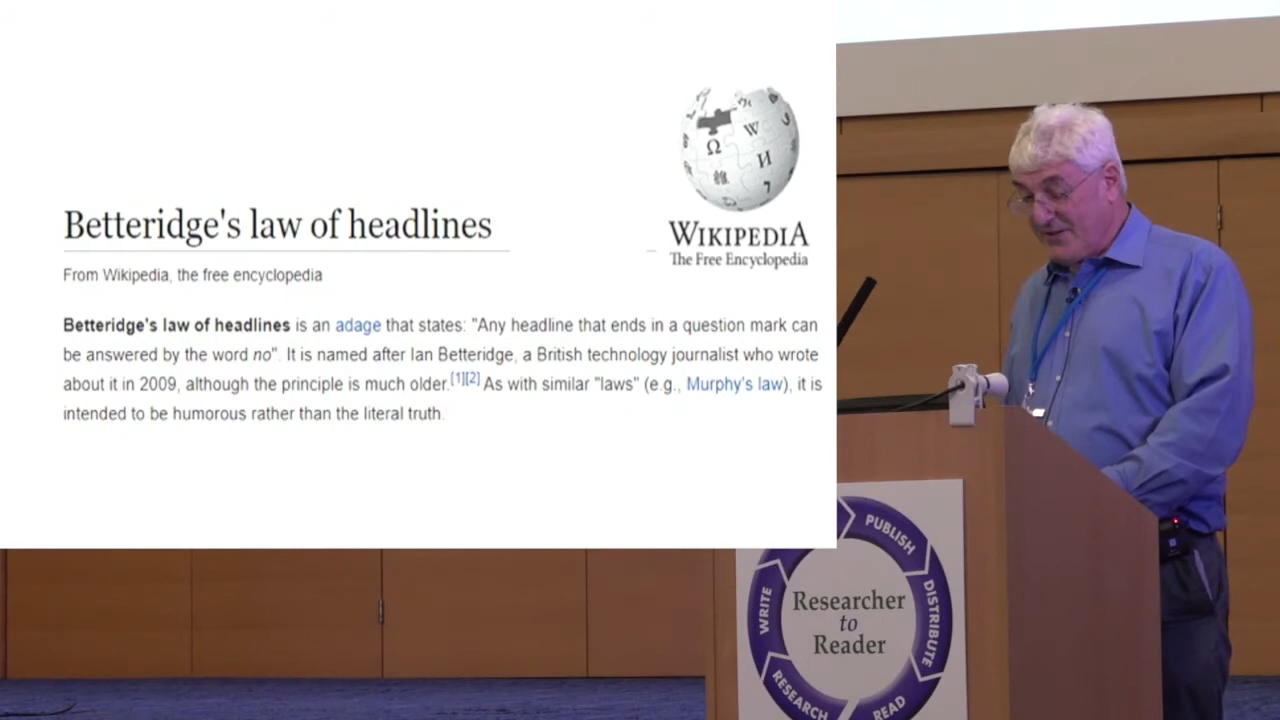 WIKIPEDIA
The Free Encyclopedia
Betteridge's law of headlines
From Wikipedia, the free encyclopedia
Betteridge's law of headlines is an adage that states: "Any headline that ends in a question mark can
be answered by the word no". It is named after Ian Betteridge, a British technology journalist who wrote
about it in 2009, although the principle is much older.[1][2] As with similar "laws" (e.g., Murphy's law), it is
intended to be humorous rather than the literal truth.
PUBLISH
DISTRIBUTE
READ
RESEARCH
WRITE
Researcher
to
Reader